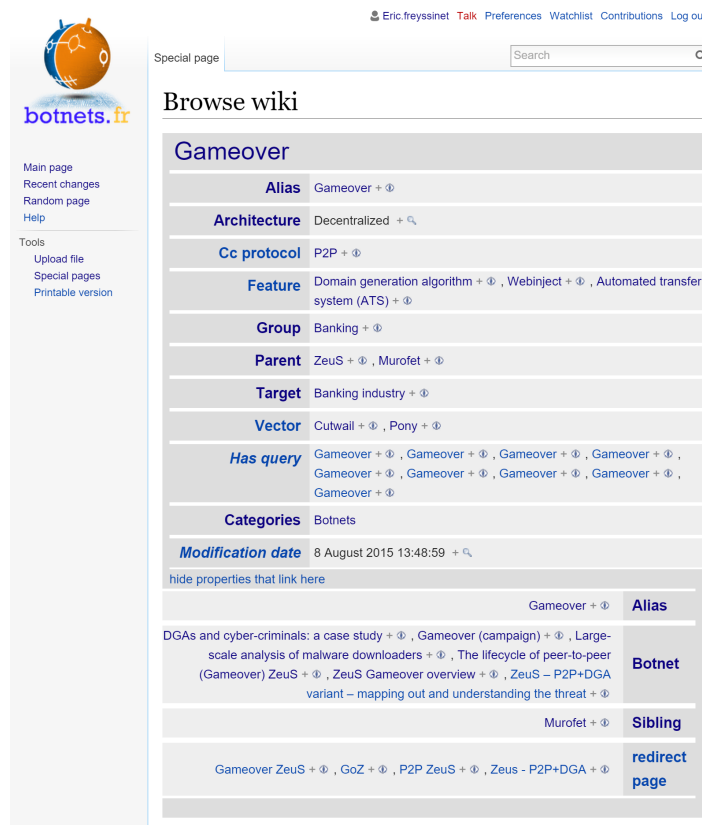 Eric.freyssinet Talk Preferences Watchlist Contributions Log ou
Special page
Search
botnets.fr
Main page
Recent changes
Random page
Help
Tools
Upload file
Special pages
Printable version
Browse wiki
Gameover
Alias Gameover +
Architecture Decentralized +
Cc protocol P2P +
Feature Domain generation algorithm + , Webinject + , Automated transfer
system (ATS) +
Group Banking +
Parent ZeuS + , Murofet +
Target Banking industry +
Vector Cutwail + , Pony +
Has query Gameover + , Gameover + , Gameover + , Gameover + ,
Gameover + , Gameover + , Gameover + , Gameover + ,
Gameover +
Categories Botnets
Modification date 8 August 2015 13:48:59 +
hide properties that link here
Gameover + Alias
DGAs and cyber-criminals: a case study + , Gameover (campaign) + , Large-
scale analysis of malware downloaders + , The lifecycle of peer-to-peer
(Gameover) ZeuS + , ZeuS Gameover overview + , ZeuS – P2P+DGA
variant – mapping out and understanding the threat +
Botnet
Murofet + Sibling
Gameover ZeuS + , GoZ + , P2P ZeuS + , Zeus - P2P+DGA +
redirect
page